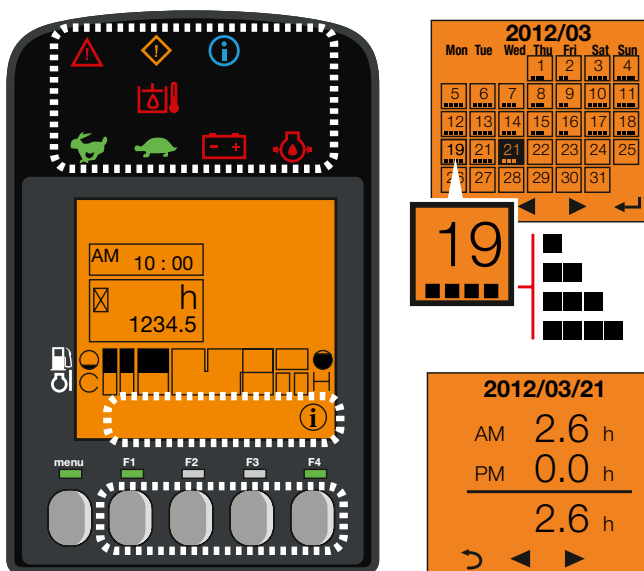 AM 10 : 00
h
1234.5
C H
i
menu F1 F2 F3 F4
2012/03
Mon Tue Wed Thu Fri Sat Sun
1 2 3 4
5 6 7 8 9 10 11
12 13 14 15 16 17 18
19 21 21 22 23 24 25
26 27 28 29 30 31
19
2012/03/21
AM 2.6 h
PM 0.0 h
2.6 h